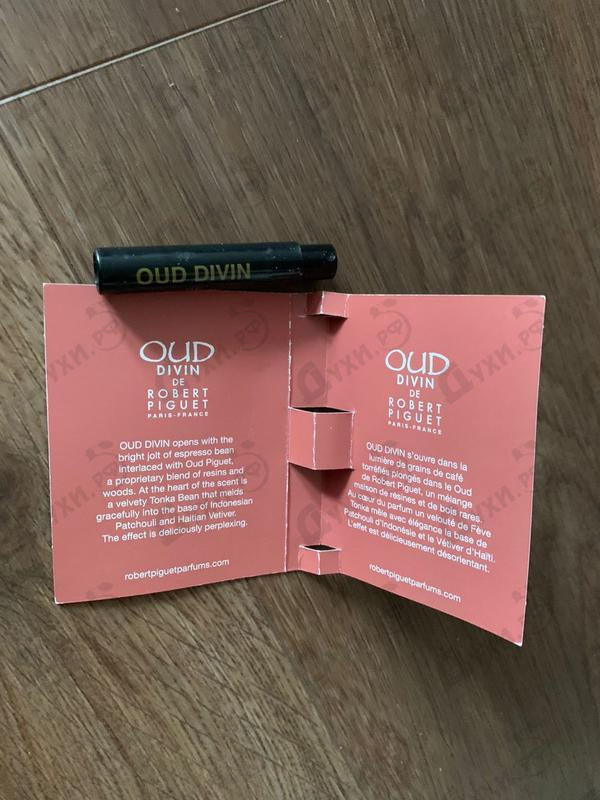 OUD DIVIN
OUD
DIVIN
DE
ROBERT
PIGUET
PARIS-FRANCE
OUD DIVIN opens with the
bright jolt of espresso bean
interlaced with Oud Piguet,
a proprietary blend of resins and
woods. At the heart of the scent is
a velvety Tonka Bean that melds
gracefully into the base of Indonesian
Patchouli and Haitian Vetiver.
The effect is deliciously perplexing.
robertpiguetparfums.com
OUD
DIVIN
DE
ROBERT
PIGUET
PARIS-FRANCE
OUD DIVIN s'ouvre dans la
lumière de grains de café
torréfiés plongés dans le Oud
de Robert Piguet, un mélange
maison de résines et de bois rares.
Au cœur du parfum un velouté de Fève
Tonka mêle avec élégance la base de
Patchouli d'Indonésie et le Vétiver d'Haïti.
L'effet est délicieusement désorientant.
robertpiguetparfums.com
Духи.рф